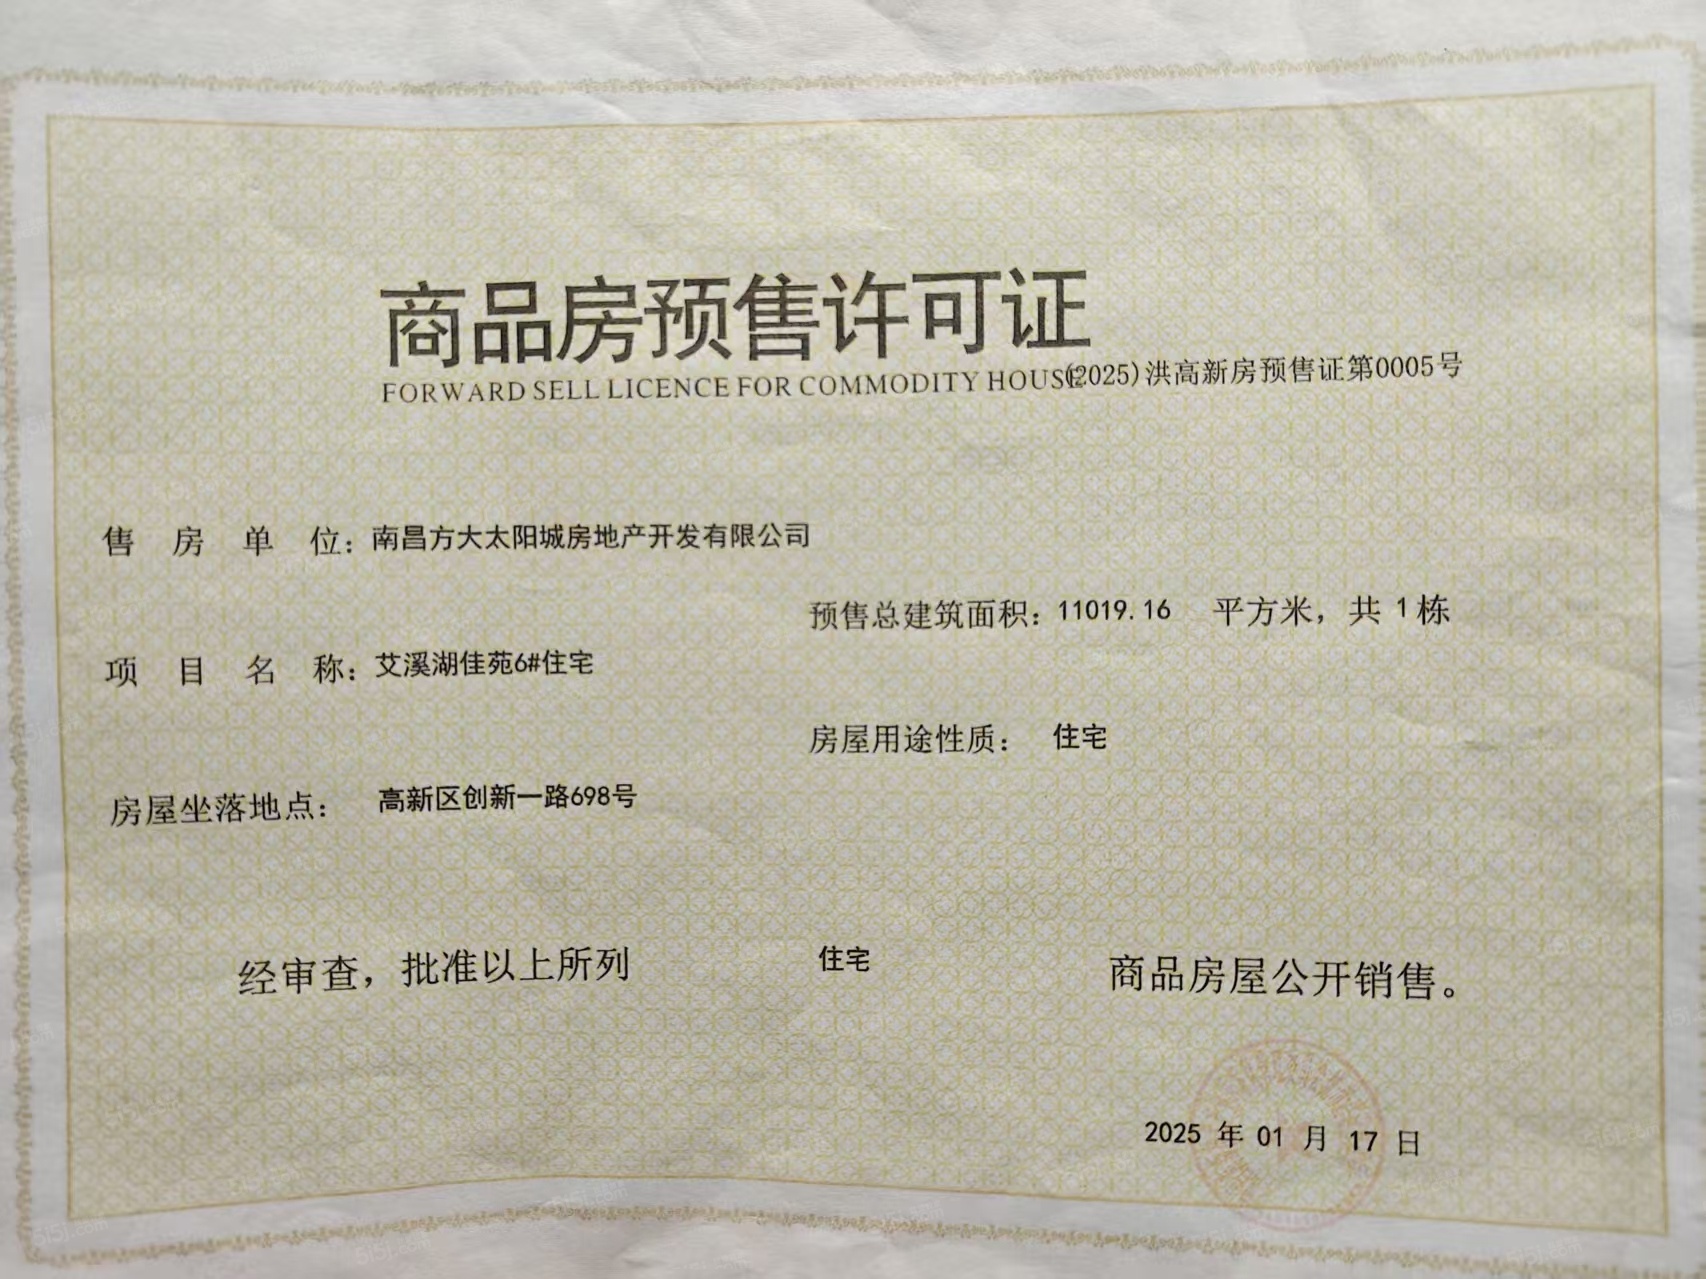 商品房预售许可证
FORWARD SELL LICENCE FOR COMMODITY HOUSE
(2025)洪高新房预售证第0005号
售房单位：南昌方大太阳城房地产开发有限公司
预售总建筑面积：11019.16 平方米，共 1 栋
项目名称：艾溪湖佳苑6#住宅
房屋用途性质： 住宅
房屋坐落地点： 高新区创新一路698号
经审查，批准以上所列 住宅 商品房屋公开销售。
2025 年 01 月 17 日